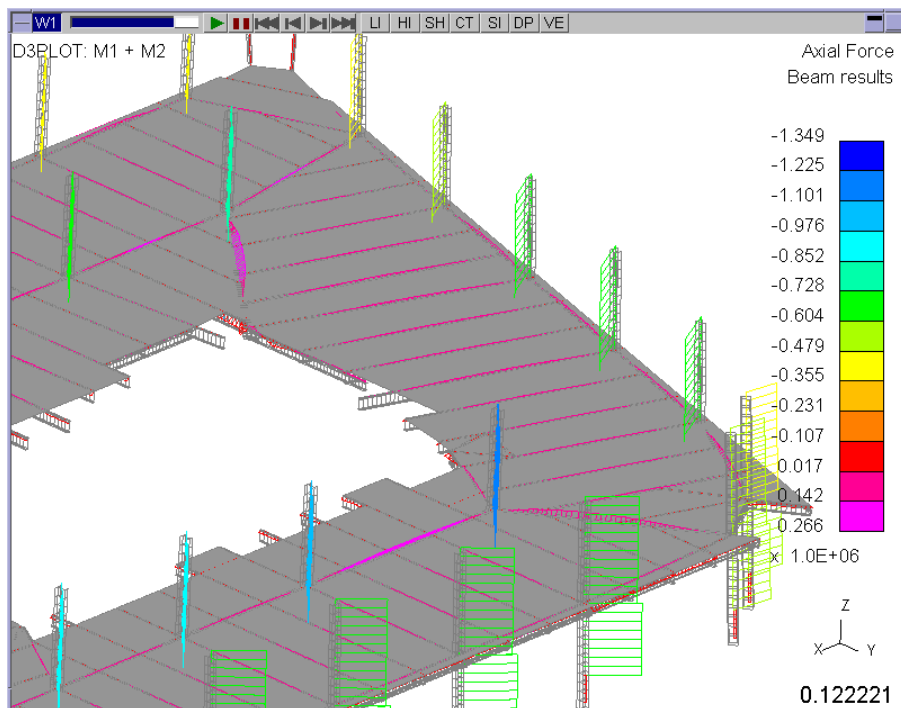 W1 LI HI SH CT SI DP VE
D3PLOT: M1 + M2
Axial Force
Beam results
-1.349
-1.225
-1.101
-0.976
-0.852
-0.728
-0.604
-0.479
-0.355
-0.231
-0.107
0.017
0.142
0.266
x 1.0E+06
Z
X Y
0.122221